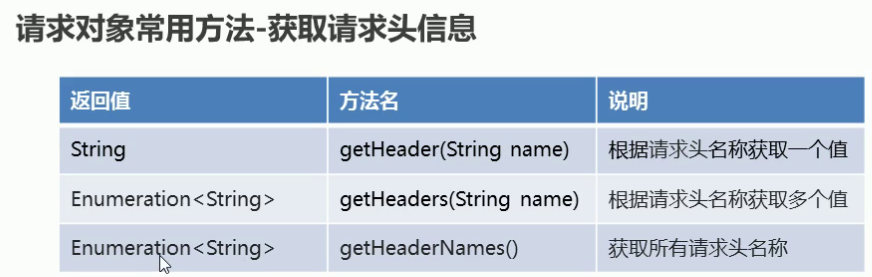 请求对象常用方法-获取请求头信息
返回值 方法名 说明
String getHeader(String name) 根据请求头名称获取一个值
Enumeration<String> getHeaders(String name) 根据请求头名称获取多个值
Enumeration<String> getHeaderNames() 获取所有请求头名称